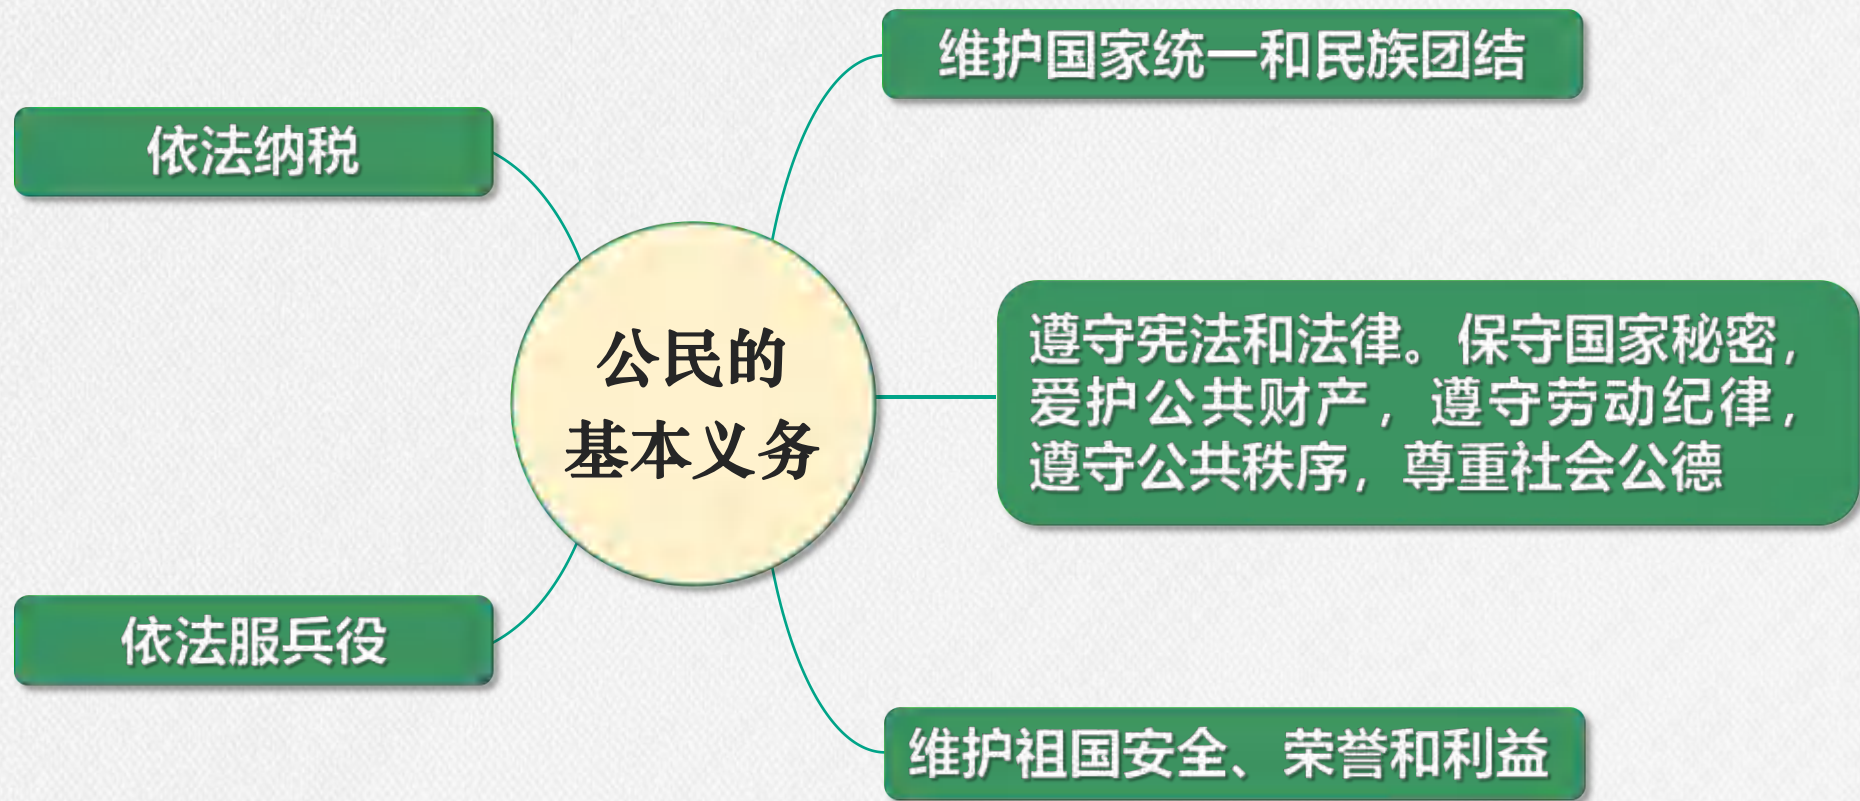 维护国家统一和民族团结
依法纳税
公民的
基本义务
遵守宪法和法律。保守国家秘密，
爱护公共财产，遵守劳动纪律，
遵守公共秩序，尊重社会公德
依法服兵役
维护祖国安全、荣誉和利益